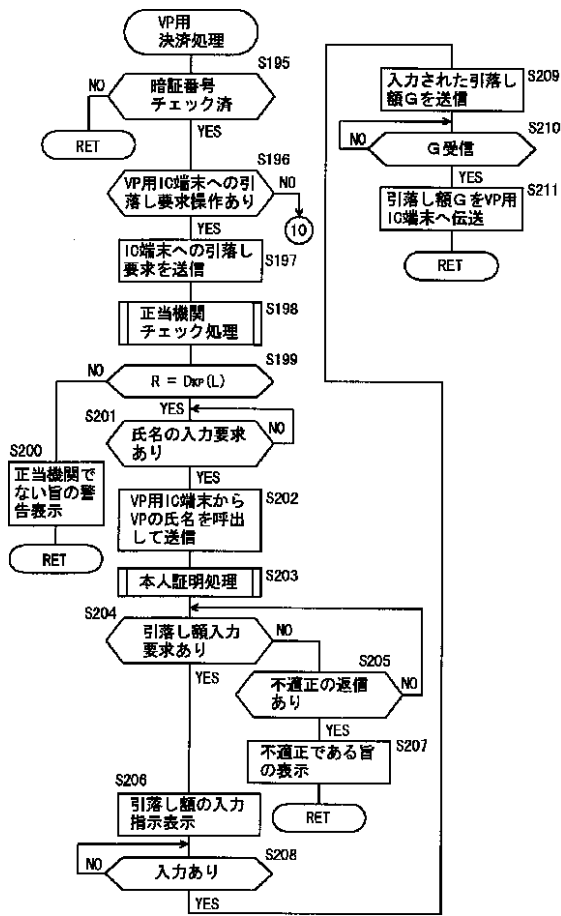 VP用
決済処理
S195
NO
暗証番号
チェック済
RET
YES
S196
VP用IC端末への引
落し要求操作あり
NO
10
YES
IC端末への引落し
要求を送信
S197
正当機関
チェック処理
S198
S199
NO
R = DKP(L)
YES
S201
氏名の入力要求
あり
NO
S200
正当機関で
ない旨の警
告表示
RET
YES
VP用IC端末から
VPの氏名を呼出
して送信
S202
本人証明処理
S203
S204
引落し額入力
要求あり
NO
YES
S205
不適正の返信
あり
NO
YES
不適正である旨
の表示
S207
RET
S206
引落し額の入力
指示表示
S208
NO
入力あり
YES
S209
入力された引落し
額Gを送信
S210
NO
G受信
YES
S211
引落し額GをVP用
IC端末へ伝送
RET